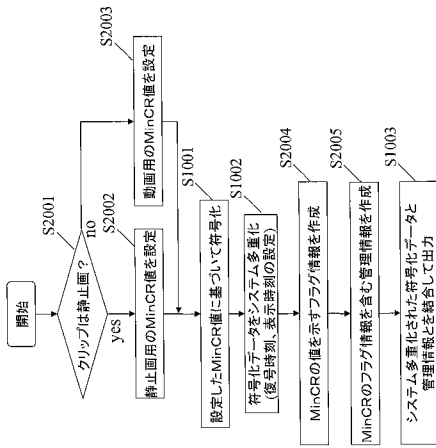 開始
S2001
クリップは静止画？
yes
no
S2002
静止画用のMinCR値を設定
S2003
動画用のMinCR値を設定
S1001
設定したMinCR値に基づいて符号化
S1002
符号化データをシステム多重化
(復号時刻、表示時刻の設定)
S2004
MinCRの値を示すフラグ情報を作成
S2005
MinCRのフラグ情報を含む管理情報を作成
S1003
システム多重化された符号化データと
管理情報とを結合して出力